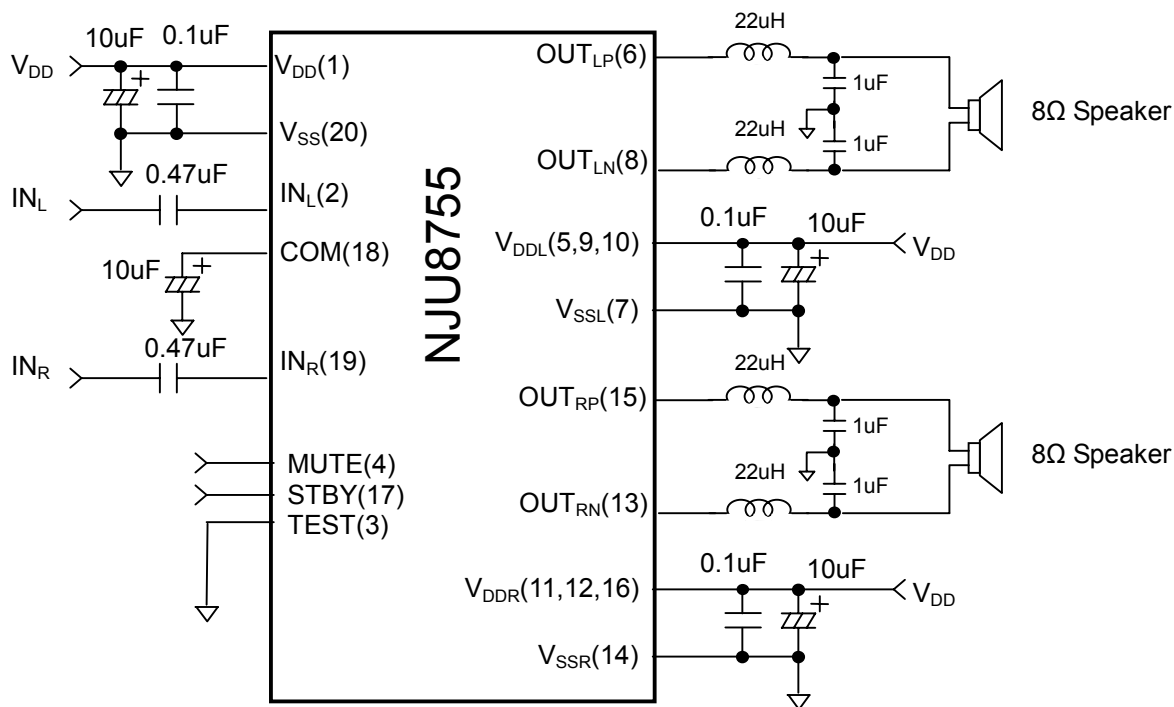 10uF 0.1uF
V_DD
V_DD(1)
V_SS(20)
0.47uF
IN_L
IN_L(2)
COM(18)
10uF
0.47uF
IN_R
IN_R(19)
MUTE(4)
STBY(17)
TEST(3)
NJU8755
22uH
OUT_LP(6)
1uF
8Ω Speaker
22uH
1uF
OUT_LN(8)
0.1uF 10uF
V_DDL(5,9,10)
V_DD
V_SSL(7)
22uH
OUT_RP(15)
1uF
8Ω Speaker
22uH
1uF
OUT_RN(13)
0.1uF 10uF
V_DDR(11,12,16)
V_DD
V_SSR(14)